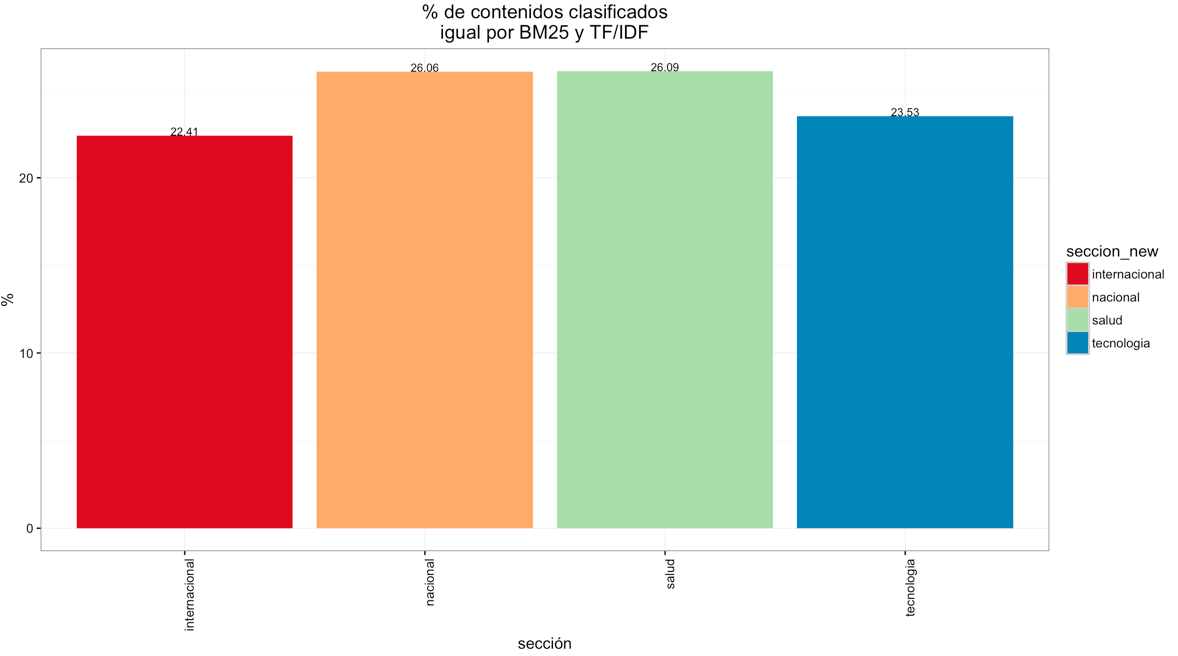 % de contenidos clasificados
igual por BM25 y TF/IDF
22.41
26.06
26.09
23.53
20
10
0
%
internacional
nacional
salud
tecnologia
sección
seccion_new
internacional
nacional
salud
tecnologia